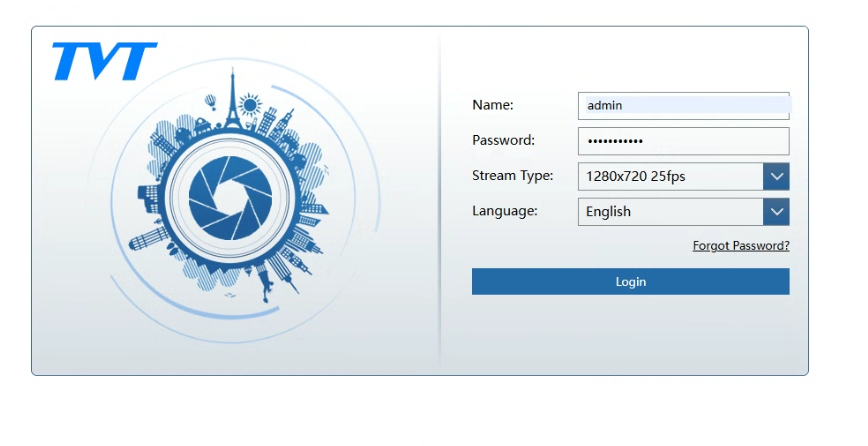 TVT
Name: admin
Password: •••••••••••
Stream Type: 1280x720 25fps
Language: English
Forgot Password?
Login